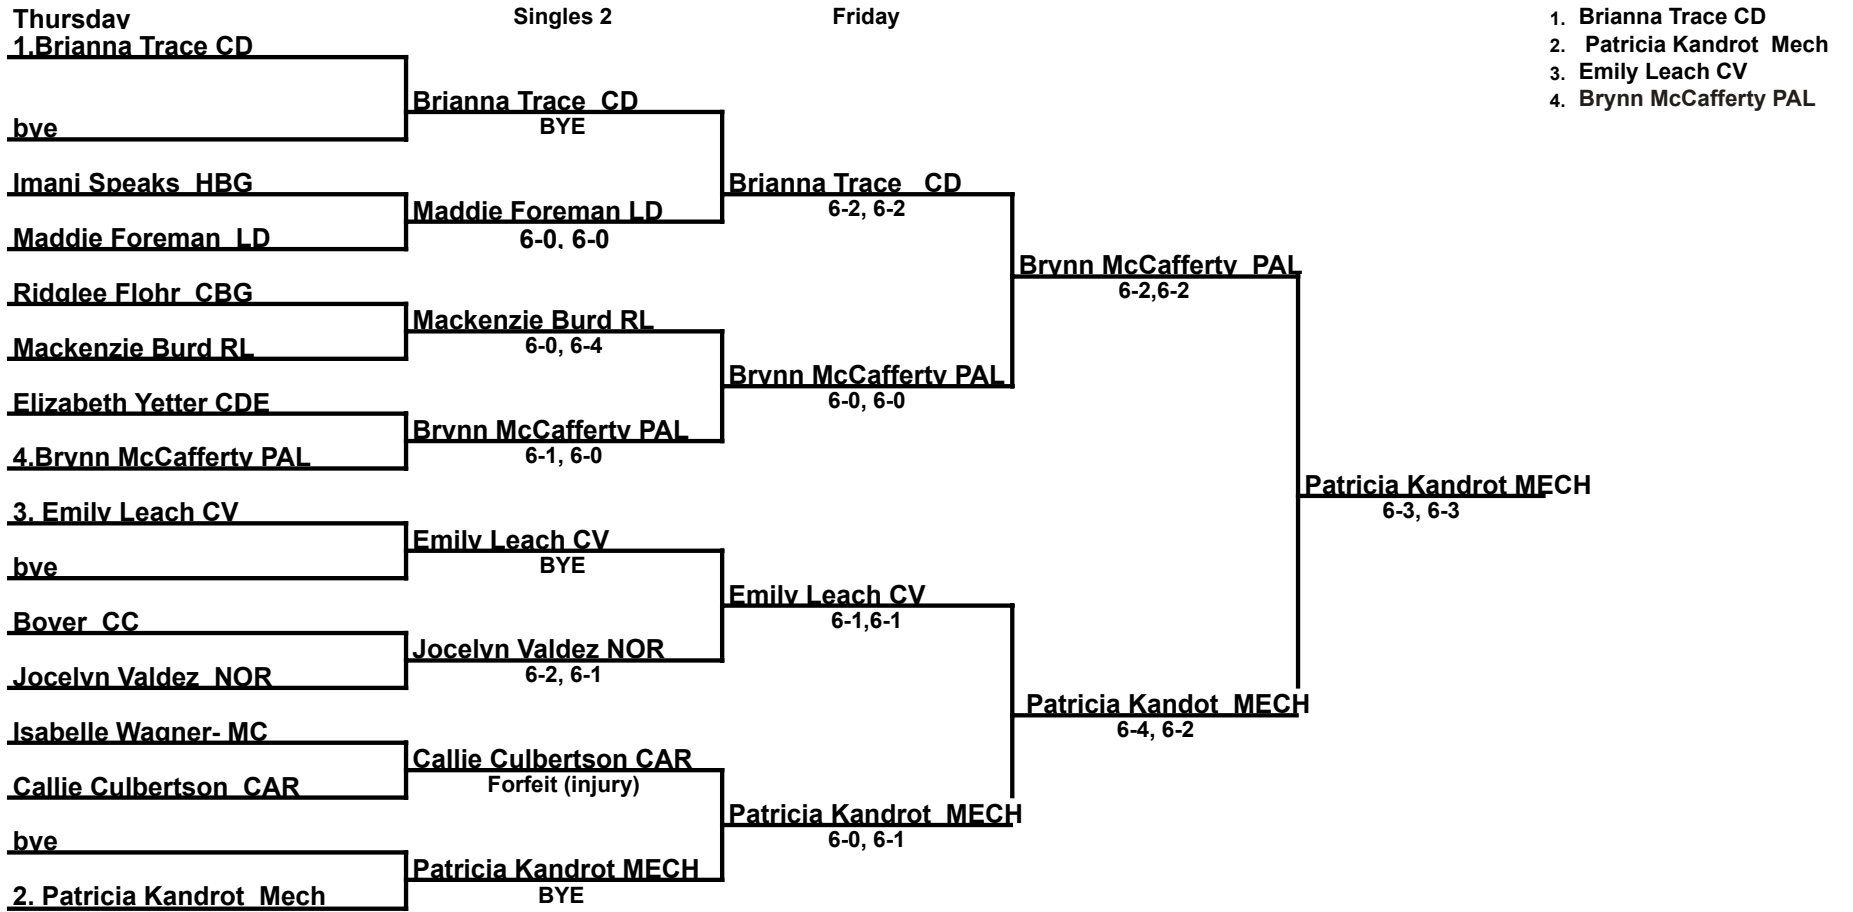 Thursday
Singles 2
Friday
1. Brianna Trace CD
2. Patricia Kandrot Mech
3. Emily Leach CV
4. Brynn McCafferty PAL
1.Brianna Trace CD
bye
Imani Speaks HBG
Maddie Foreman LD
Ridglee Flohr CBG
Mackenzie Burd RL
Elizabeth Yetter CDE
4.Brynn McCafferty PAL
3. Emily Leach CV
bye
Boyer CC
Jocelyn Valdez NOR
Isabelle Wagner- MC
Callie Culbertson CAR
bye
2. Patricia Kandrot Mech
Brianna Trace CD
BYE
Maddie Foreman LD
6-0, 6-0
Mackenzie Burd RL
6-0, 6-4
Brynn McCafferty PAL
6-1, 6-0
Emily Leach CV
BYE
Jocelyn Valdez NOR
6-2, 6-1
Callie Culbertson CAR
Forfeit (injury)
Patricia Kandrot MECH
BYE
Brianna Trace CD
6-2, 6-2
Brynn McCafferty PAL
6-0, 6-0
Emily Leach CV
6-1,6-1
Patricia Kandrot MECH
6-0, 6-1
Brynn McCafferty PAL
6-2,6-2
Patricia Kandot MECH
6-4, 6-2
Patricia Kandrot MECH
6-3, 6-3